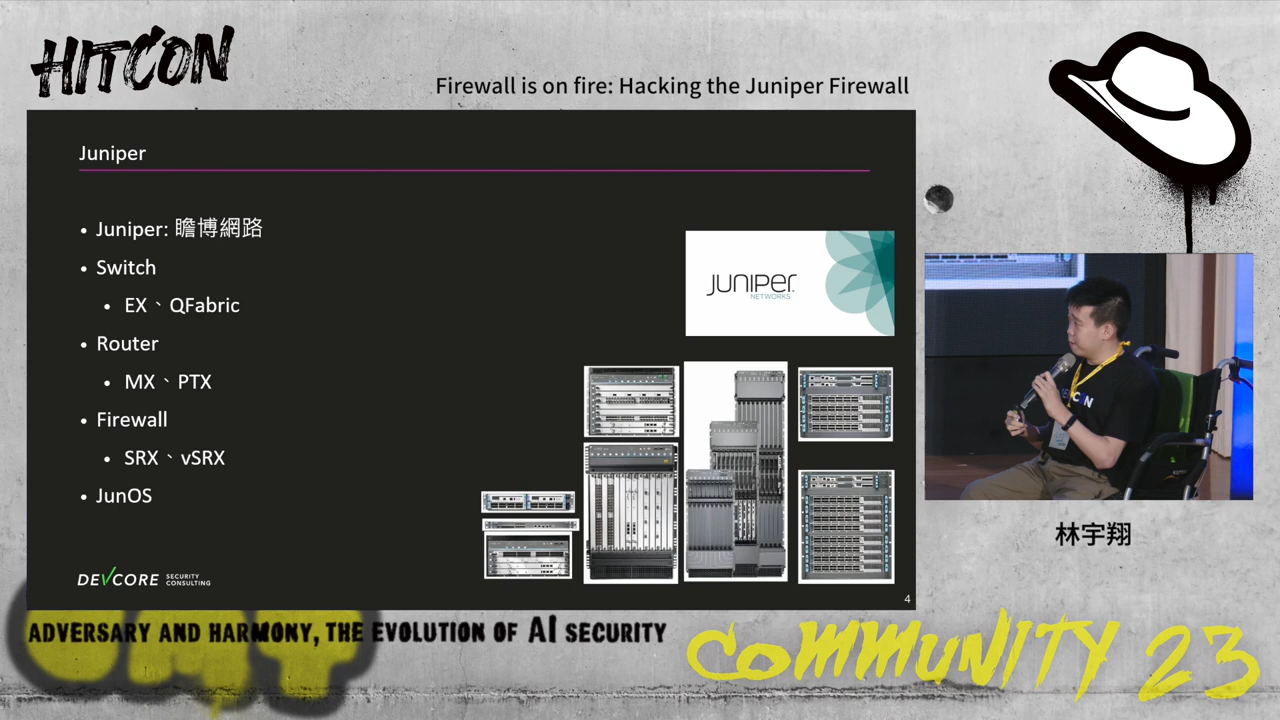 HITCON
Firewall is on fire: Hacking the Juniper Firewall
Juniper
• Juniper: 瞻博網路
• Switch
• EX、QFabric
• Router
• MX、PTX
• Firewall
• SRX、vSRX
• JunOS
JUNIPER
NETWORKS
DEVCORE SECURITY CONSULTING
4
林宇翔
ADVERSARY AND HARMONY, THE EVOLUTION OF AI SECURITY
COMMUNITY 23